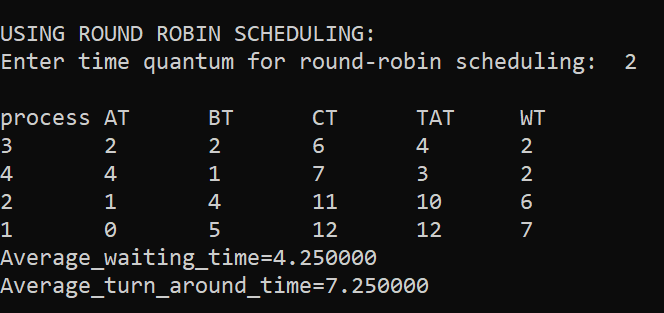 USING ROUND ROBIN SCHEDULING:
Enter time quantum for round-robin scheduling:  2
process AT      BT      CT      TAT     WT
3       2       2       6       4       2
4       4       1       7       3       2
2       1       4       11      10      6
1       0       5       12      12      7
Average_waiting_time=4.250000
Average_turn_around_time=7.250000